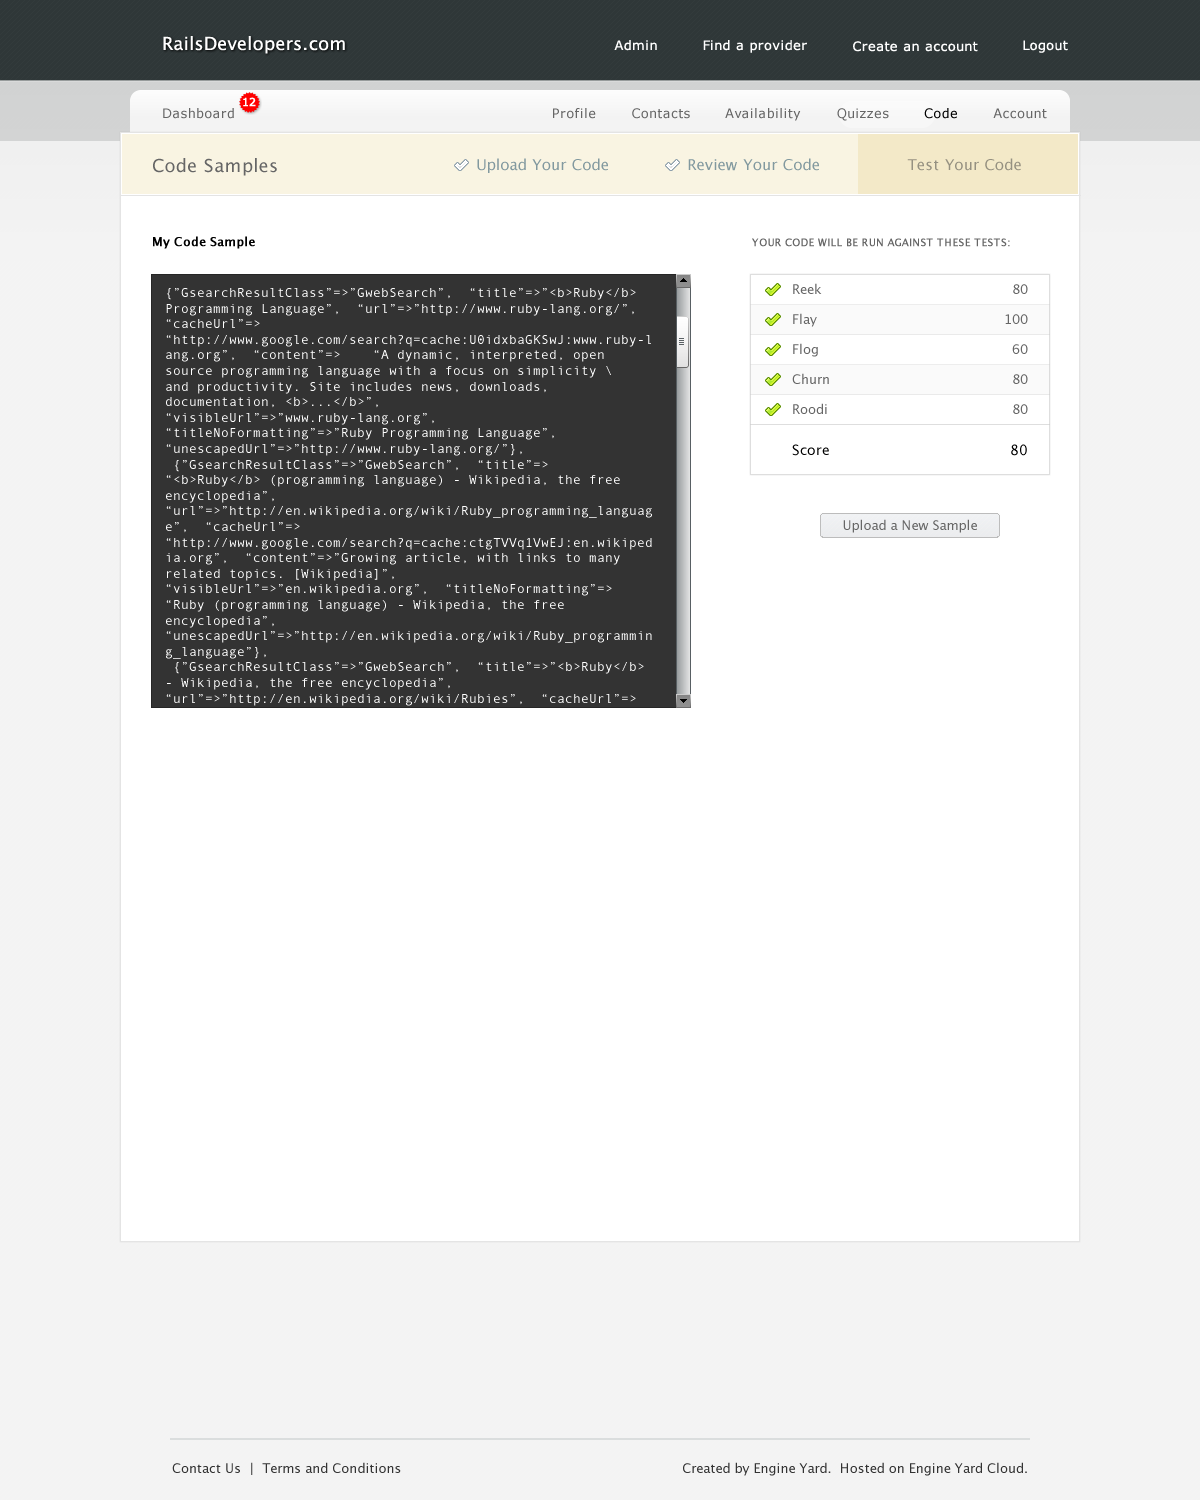 RailsDevelopers.com Admin Find a provider Create an account Logout
Dashboard 12 Profile Contacts Availability Quizzes Code Account
Code Samples Upload Your Code Review Your Code Test Your Code
My Code Sample
{”GsearchResultClass”=>”GwebSearch”, “title”=>”<b>Ruby</b>
Programming Language”, “url”=>”http://www.ruby-lang.org/”,
“cacheUrl”=>
“http://www.google.com/search?q=cache:U0idxbaGKSwJ:www.ruby-l
ang.org”, “content”=> “A dynamic, interpreted, open
source programming language with a focus on simplicity \
and productivity. Site includes news, downloads,
documentation, <b>...</b>”,
“visibleUrl”=>”www.ruby-lang.org”,
“titleNoFormatting”=>”Ruby Programming Language”,
“unescapedUrl”=>”http://www.ruby-lang.org/”},
{”GsearchResultClass”=>”GwebSearch”, “title”=>
“<b>Ruby</b> (programming language) - Wikipedia, the free
encyclopedia”,
“url”=>”http://en.wikipedia.org/wiki/Ruby_programming_languag
e”, “cacheUrl”=>
“http://www.google.com/search?q=cache:ctgTVVq1VwEJ:en.wikiped
ia.org”, “content”=>”Growing article, with links to many
related topics. [Wikipedia]”,
“visibleUrl”=>”en.wikipedia.org”, “titleNoFormatting”=>
“Ruby (programming language) - Wikipedia, the free
encyclopedia”,
“unescapedUrl”=>”http://en.wikipedia.org/wiki/Ruby_programmin
g_language”},
{”GsearchResultClass”=>”GwebSearch”, “title”=>”<b>Ruby</b>
- Wikipedia, the free encyclopedia”,
“url”=>”http://en.wikipedia.org/wiki/Rubies”, “cacheUrl”=>
YOUR CODE WILL BE RUN AGAINST THESE TESTS:
Reek 80
Flay 100
Flog 60
Churn 80
Roodi 80
Score 80
Upload a New Sample
Contact Us | Terms and Conditions Created by Engine Yard. Hosted on Engine Yard Cloud.